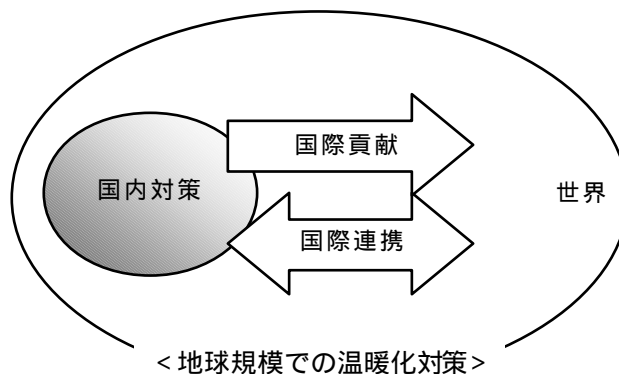 国際貢献
国内対策
世界
国際連携
<地球規模での温暖化対策>